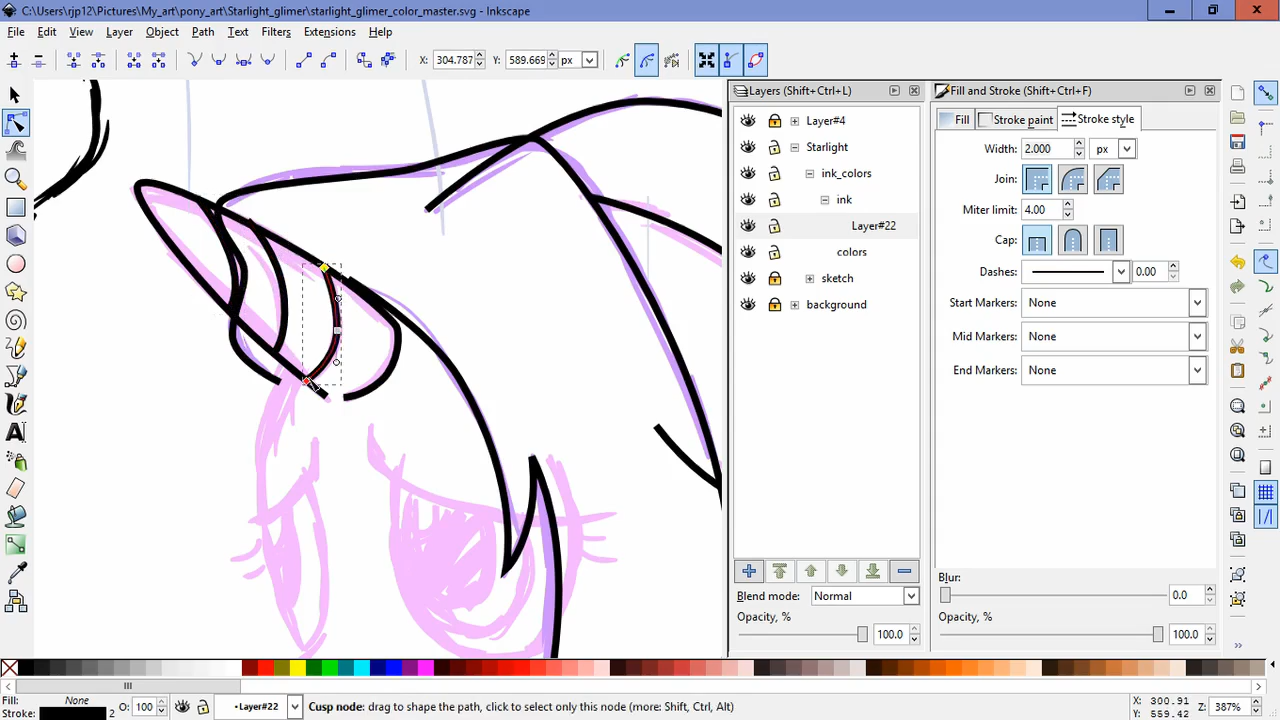 C:\Users\rjp12\Pictures\My_art\pony_art\Starlight_glimer\starlight_glimer_color_master.svg - Inkscape
File Edit View Layer Object Path Text Filters Extensions Help
X: 304.787 Y: 589.669 px
Layers (Shift+Ctrl+L)
Layer#4
Starlight
ink_colors
ink
Layer#22
colors
sketch
background
Blend mode: Normal
Opacity, %
100.0
Fill and Stroke (Shift+Ctrl+F)
Fill Stroke paint Stroke style
Width: 2.000 px
Join:
Miter limit: 4.00
Cap:
Dashes: 0.00
Start Markers: None
Mid Markers: None
End Markers: None
Blur:
0.0
Opacity, %
100.0
Fill: None
Stroke: 2
O: 100
•Layer#22
Cusp node: drag to shape the path, click to select only this node (more: Shift, Ctrl, Alt)
X: 300.91
Y: 559.42
Z: 387%